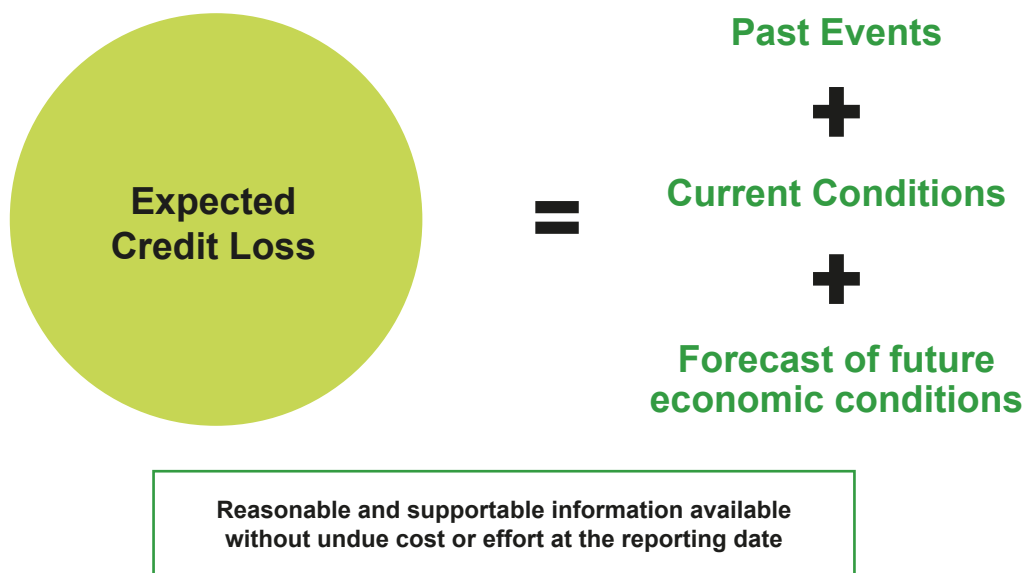 Expected
Credit Loss
=
Past Events
+
Current Conditions
+
Forecast of future
economic conditions
Reasonable and supportable information available
without undue cost or effort at the reporting date